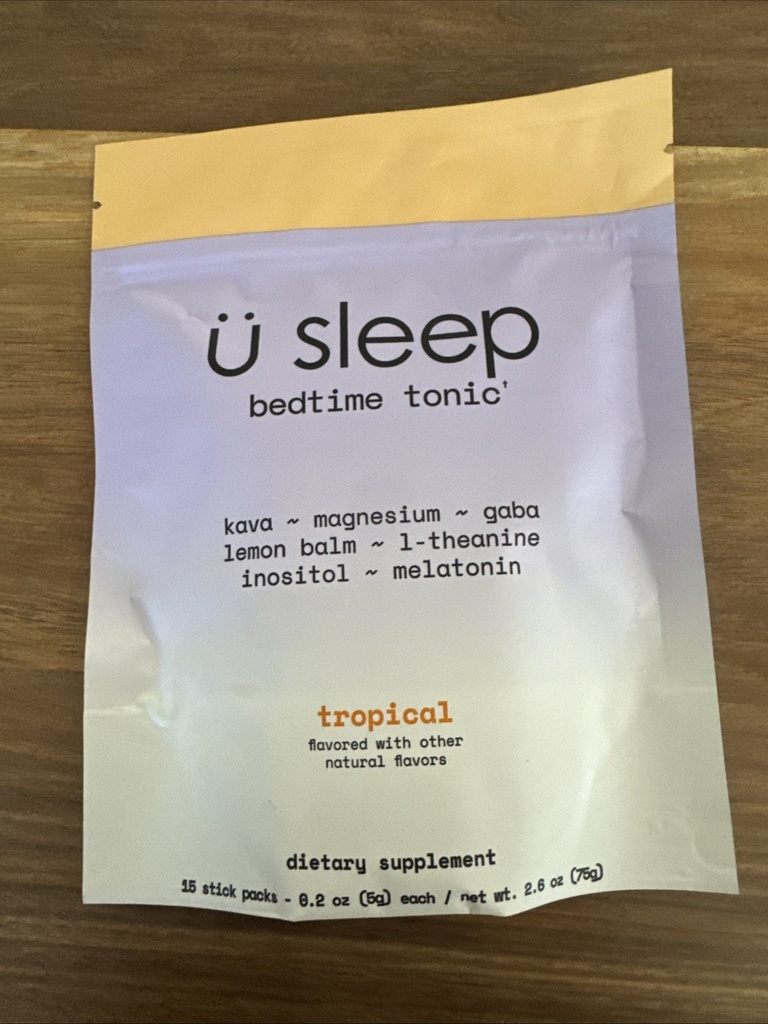 ü sleep
bedtime tonic†
kava ~ magnesium ~ gaba
lemon balm ~ l-theanine
inositol ~ melatonin
tropical
flavored with other
natural flavors
dietary supplement
15 stick packs - 0.2 oz (5g) each / net wt. 2.6 oz (75g)